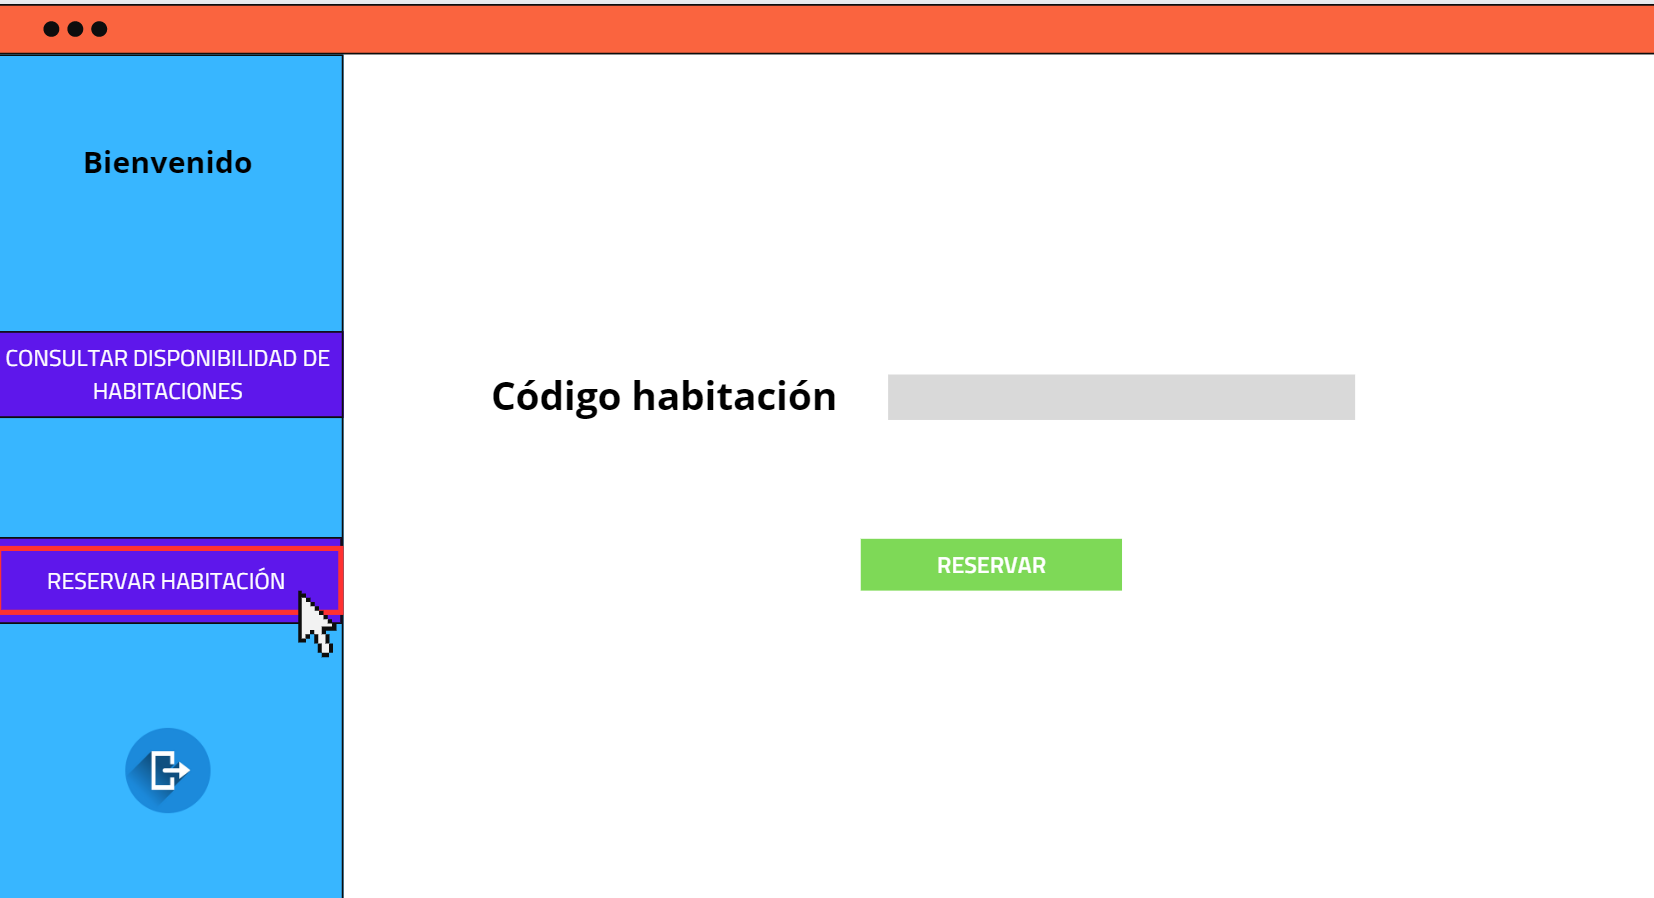 Bienvenido
CONSULTAR DISPONIBILIDAD DE
HABITACIONES
RESERVAR HABITACIÓN
Código habitación
RESERVAR